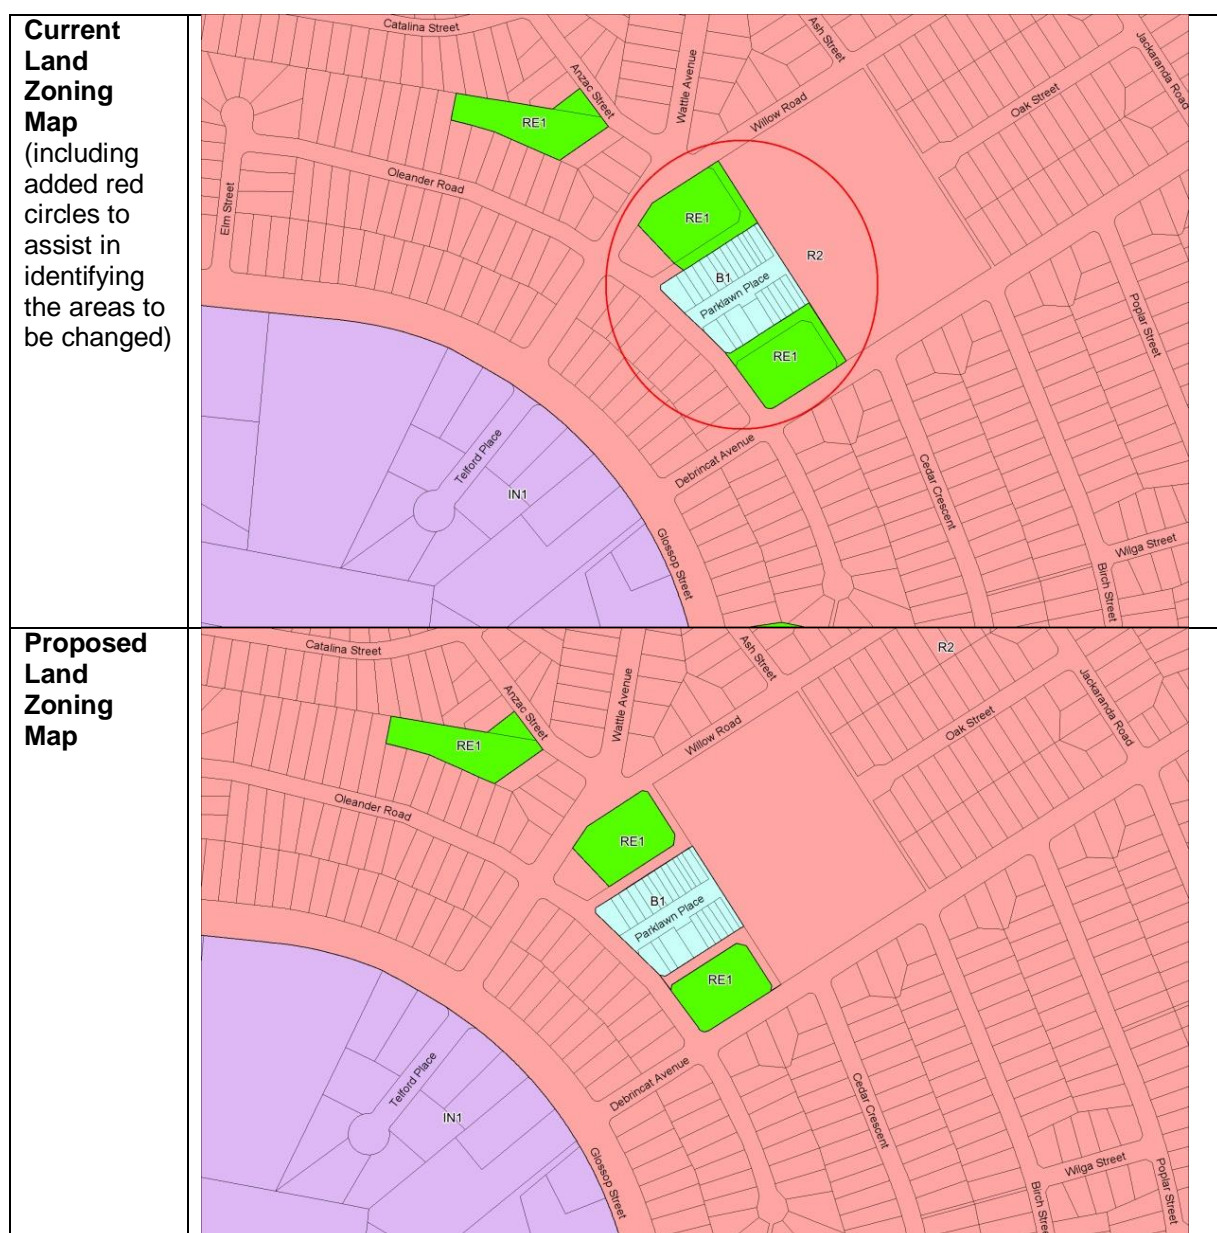 Current
Land
Zoning
Map
(including
added red
circles to
assist in
identifying
the areas to
be changed)
Catalina Street
Anzac Street
Wattle Avenue
Ash Street
Jackaranda Road
Willow Road
Oak Street
RE1
Oleander Road
Elm Street
RE1
R2
B1
Parklawn Place
Poplar Street
RE1
Debrincat Avenue
Telford Place
IN1
Cedar Crescent
Glossop Street
Wilga Street
Birch Street
Proposed
Land
Zoning
Map
Catalina Street
Anzac Street
Wattle Avenue
Ash Street
R2
Jackaranda Road
Willow Road
Oak Street
RE1
Oleander Road
RE1
B1
Parklawn Place
RE1
Debrincat Avenue
Telford Place
IN1
Cedar Crescent
Glossop Street
Wilga Street
Poplar Street
Birch Stree